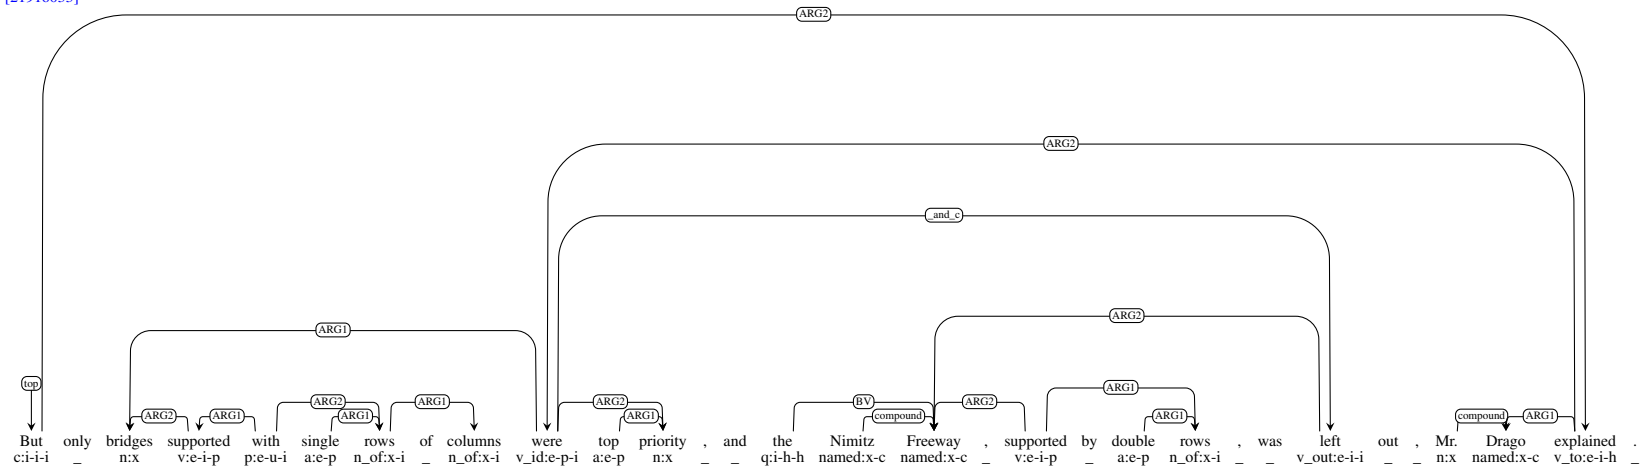 ARG2
ARG2
_and_c
ARG2
ARG1
top
ARG1
ARG2 ARG1 BV ARG2
ARG2 ARG1 ARG1 ARG1 compound ARG1 compound ARG1
But only bridges supported with single rows of columns were top priority , and the Nimitz Freeway , supported by double rows , was left out , Mr. Drago explained .
c:i-i-i _ n:x v:e-i-p p:e-u-i a:e-p n_of:x-i _ n_of:x-i v_id:e-p-i a:e-p n:x _ _ q:i-h-h named:x-c named:x-c _ v:e-i-p _ a:e-p n_of:x-i _ _ v_out:e-i-i _ _ n:x named:x-c v_to:e-i-h _